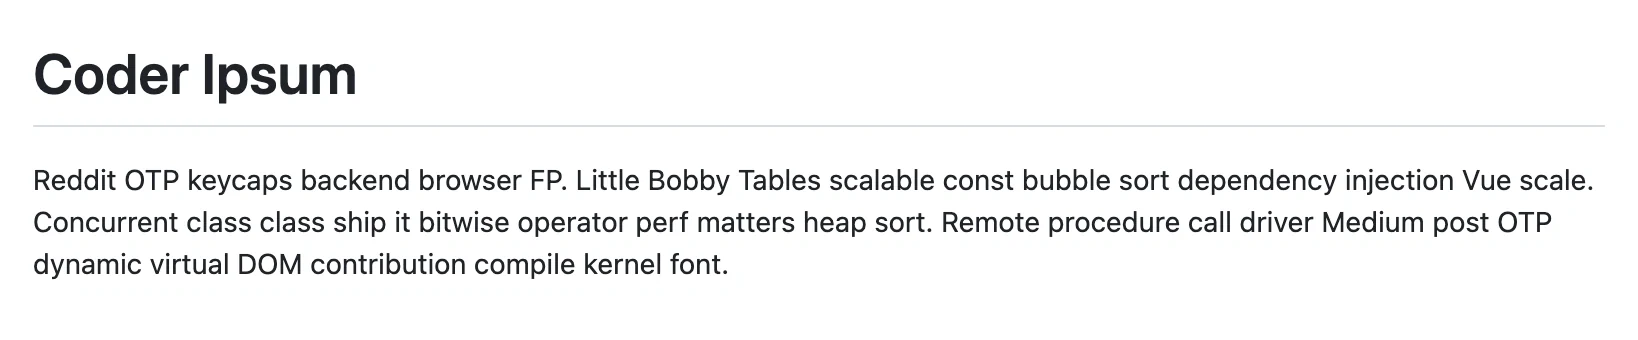 Coder Ipsum
Reddit OTP keycaps backend browser FP. Little Bobby Tables scalable const bubble sort dependency injection Vue scale.
Concurrent class class ship it bitwise operator perf matters heap sort. Remote procedure call driver Medium post OTP
dynamic virtual DOM contribution compile kernel font.